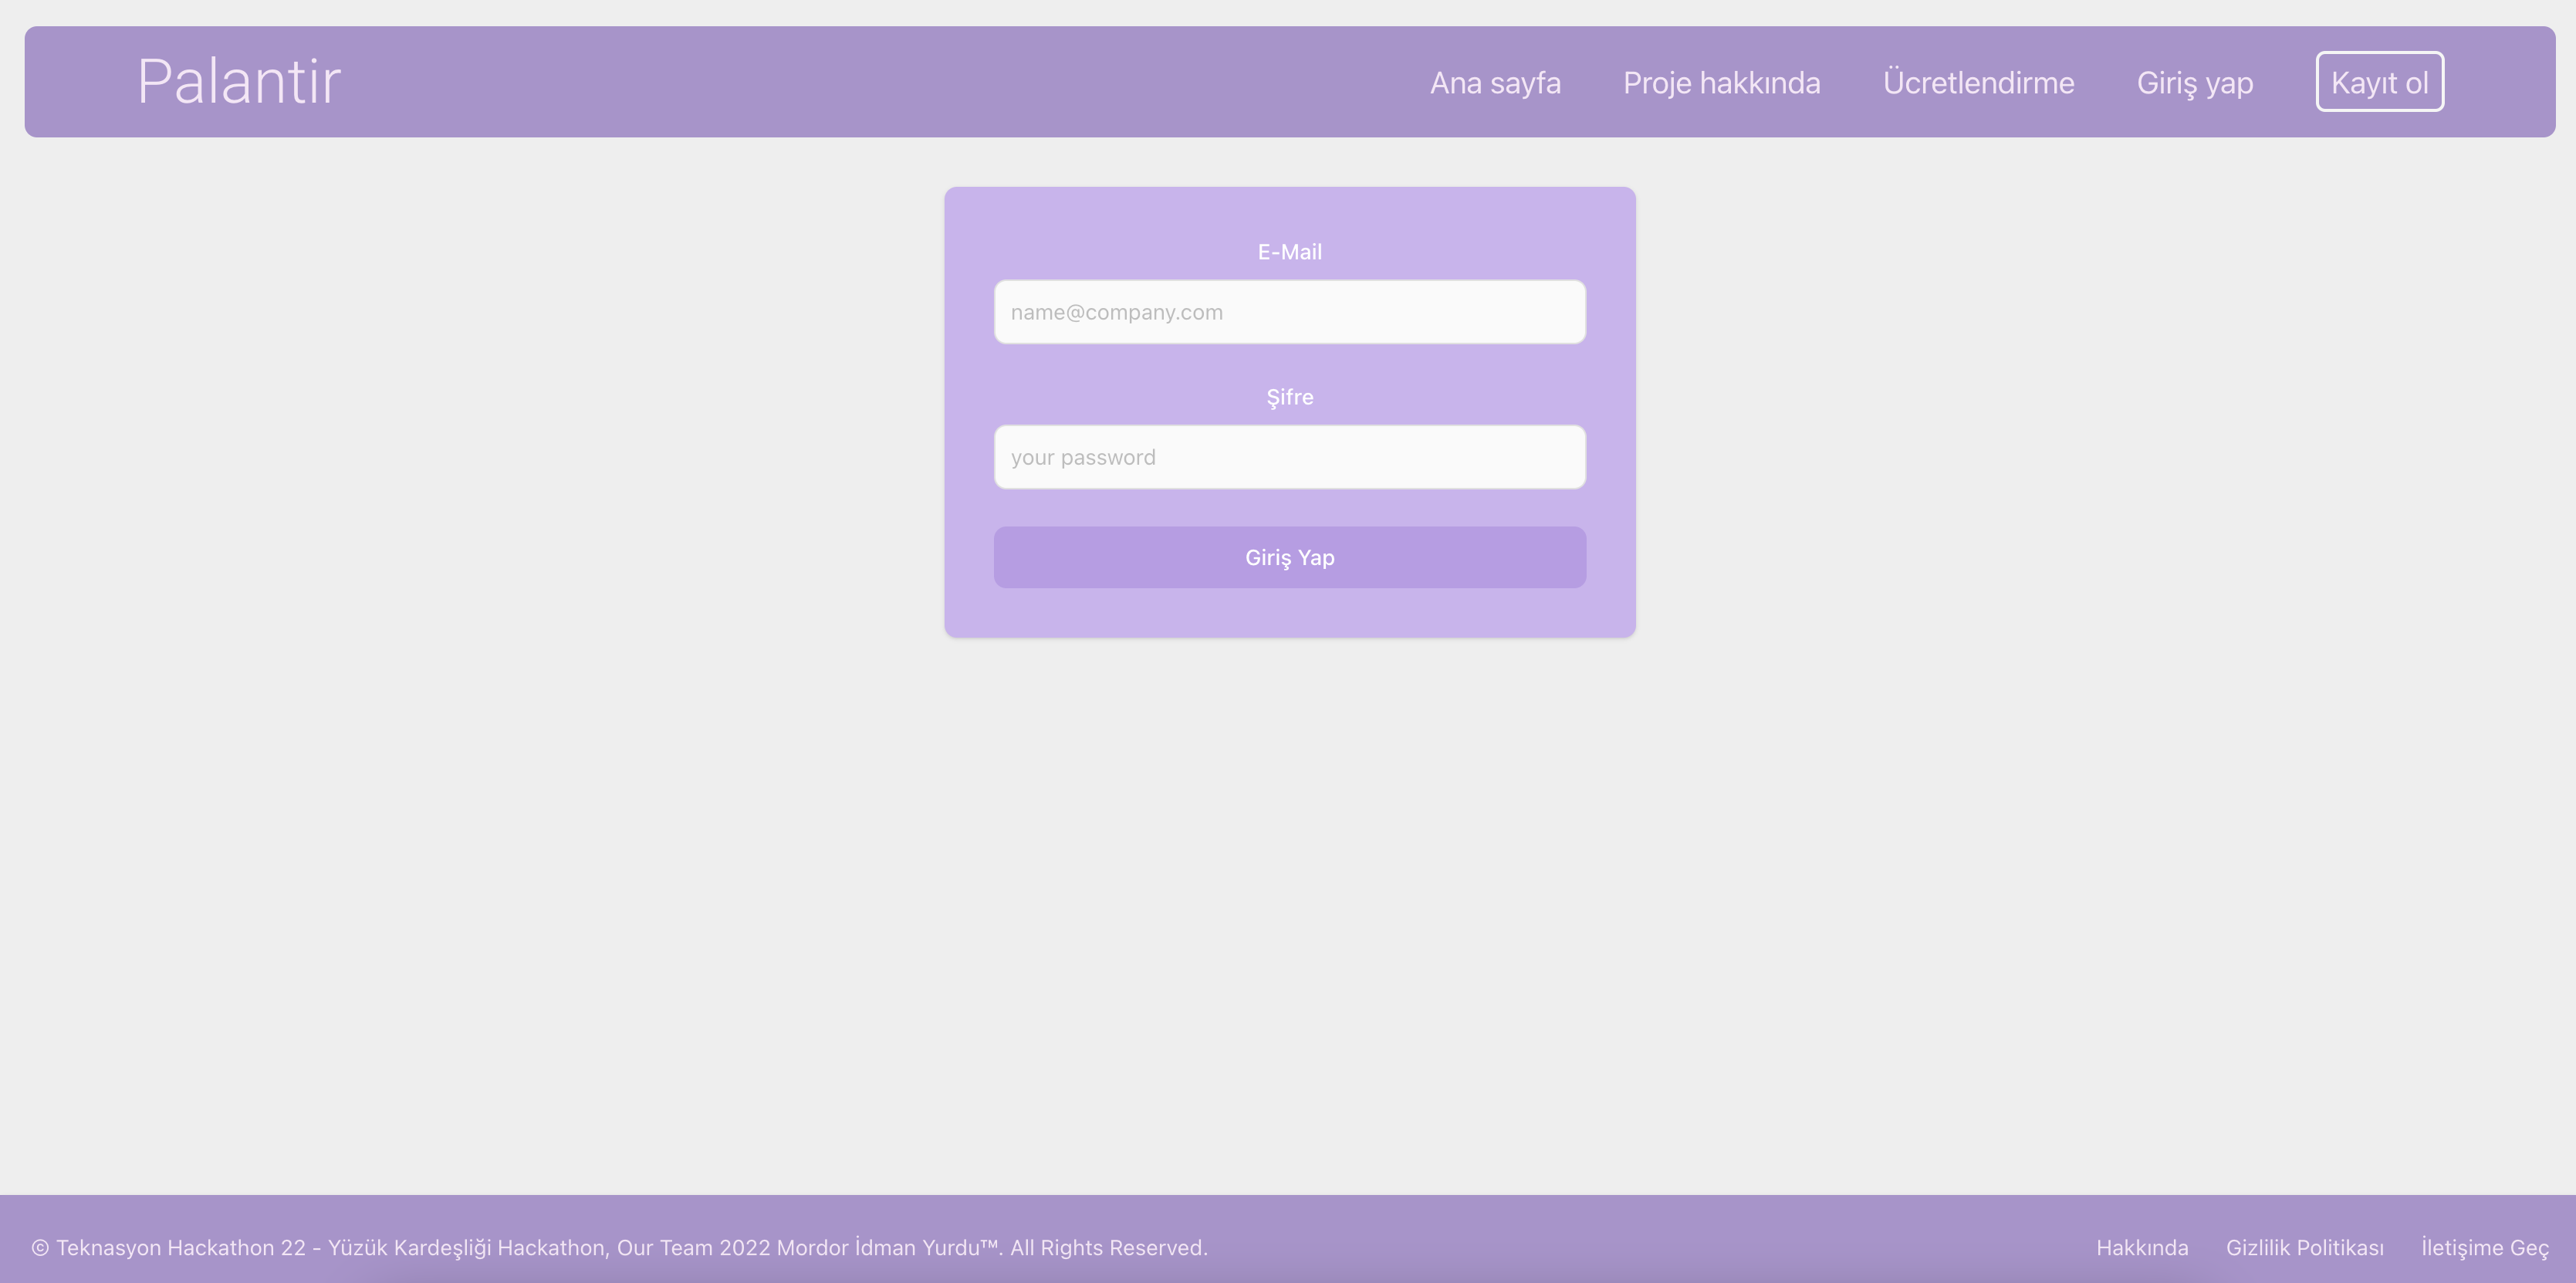 Palantir
Ana sayfa Proje hakkında Ücretlendirme Giriş yap Kayıt ol
E-Mail
name@company.com
Şifre
your password
Giriş Yap
© Teknasyon Hackathon 22 - Yüzük Kardeşliği Hackathon, Our Team 2022 Mordor İdman Yurdu™. All Rights Reserved.
Hakkında Gizlilik Politikası İletişime Geç